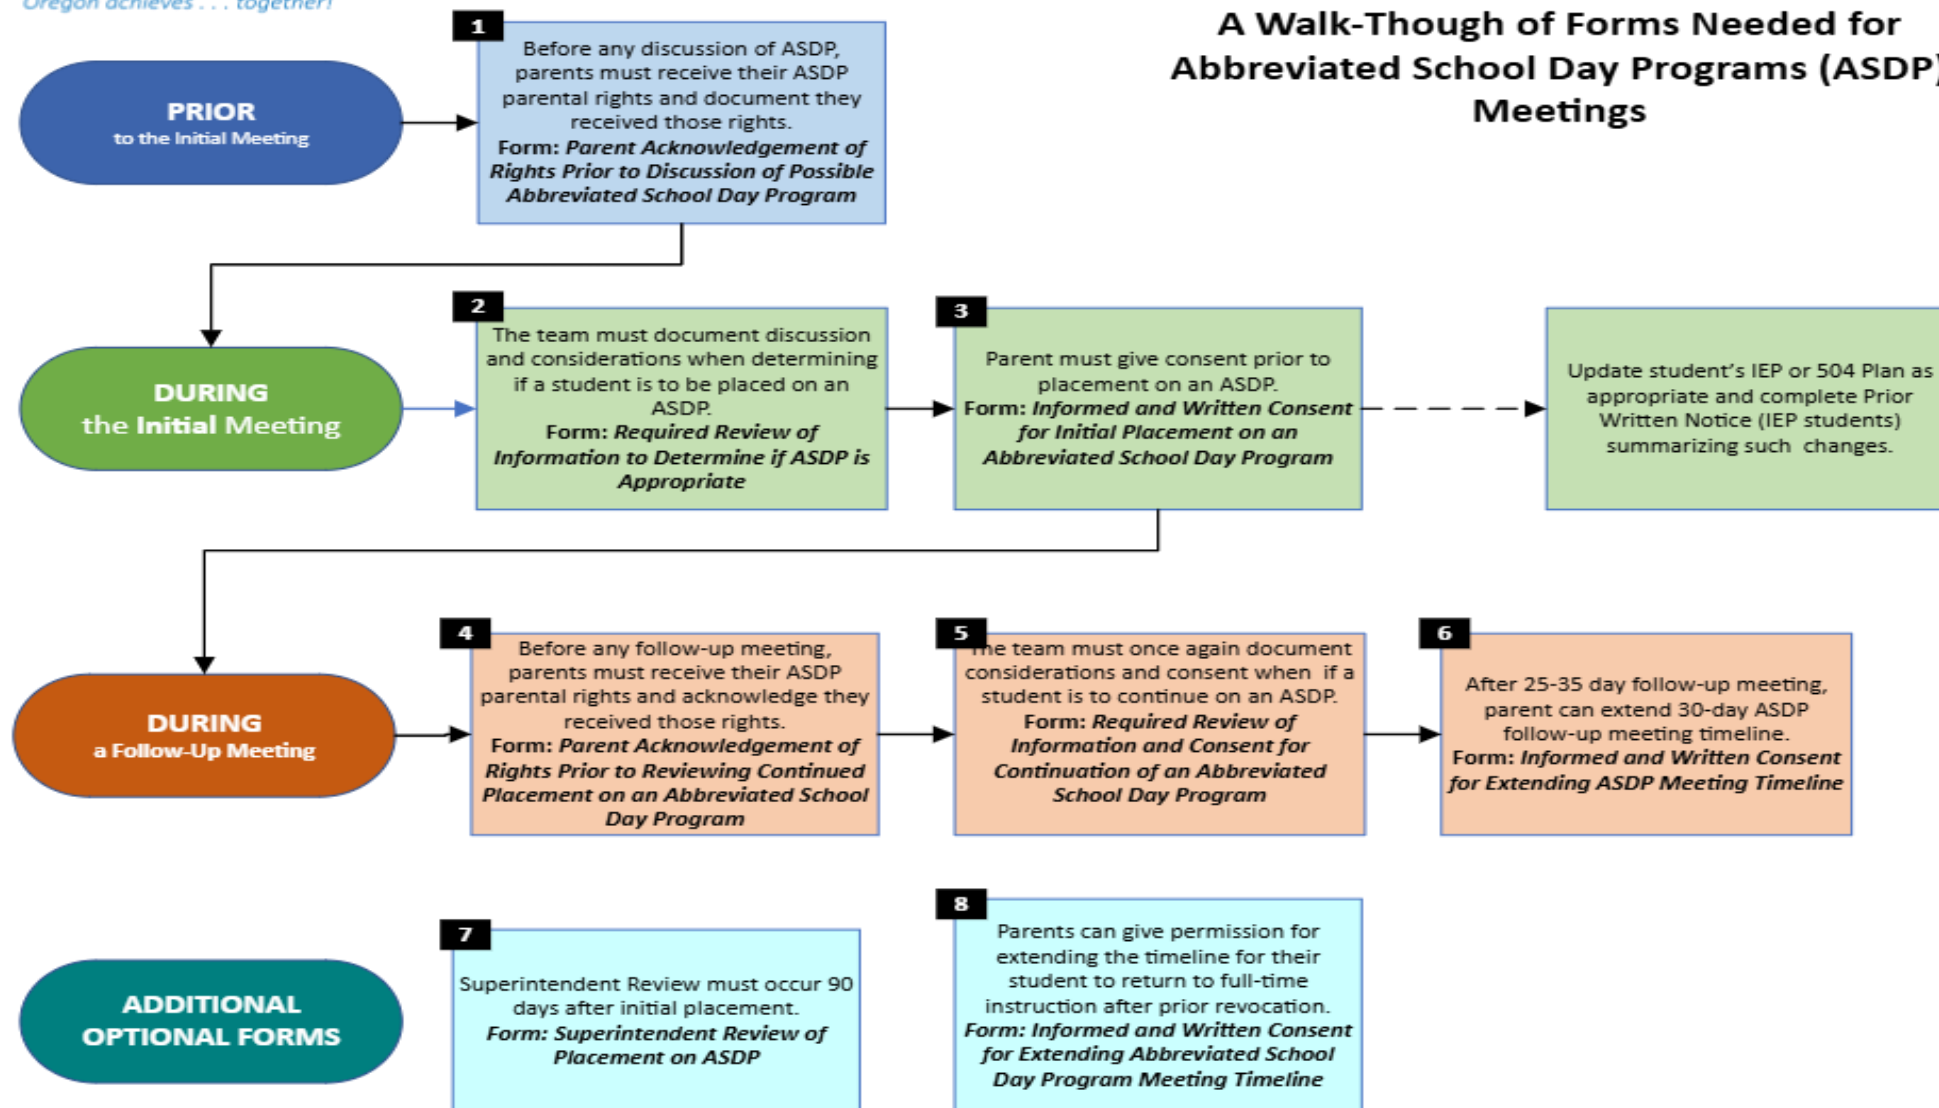 Oregon achieves . . . together!
A Walk-Though of Forms Needed for
Abbreviated School Day Programs (ASDP)
Meetings
PRIOR
to the Initial Meeting
1
Before any discussion of ASDP,
parents must receive their ASDP
parental rights and document they
received those rights.
Form: Parent Acknowledgement of
Rights Prior to Discussion of Possible
Abbreviated School Day Program
DURING
the Initial Meeting
2
The team must document discussion
and considerations when determining
if a student is to be placed on an
ASDP.
Form: Required Review of
Information to Determine if ASDP is
Appropriate
3
Parent must give consent prior to
placement on an ASDP.
Form: Informed and Written Consent
for Initial Placement on an
Abbreviated School Day Program
Update student's IEP or 504 Plan as
appropriate and complete Prior
Written Notice (IEP students)
summarizing such changes.
DURING
a Follow-Up Meeting
4
Before any follow-up meeting,
parents must receive their ASDP
parental rights and acknowledge they
received those rights.
Form: Parent Acknowledgement of
Rights Prior to Reviewing Continued
Placement on an Abbreviated School
Day Program
5
The team must once again document
considerations and consent when if a
student is to continue on an ASDP.
Form: Required Review of
Information and Consent for
Continuation of an Abbreviated
School Day Program
6
After 25-35 day follow-up meeting,
parent can extend 30-day ASDP
follow-up meeting timeline.
Form: Informed and Written Consent
for Extending ASDP Meeting Timeline
ADDITIONAL
OPTIONAL FORMS
7
Superintendent Review must occur 90
days after initial placement.
Form: Superintendent Review of
Placement on ASDP
8
Parents can give permission for
extending the timeline for their
student to return to full-time
instruction after prior revocation.
Form: Informed and Written Consent
for Extending Abbreviated School
Day Program Meeting Timeline